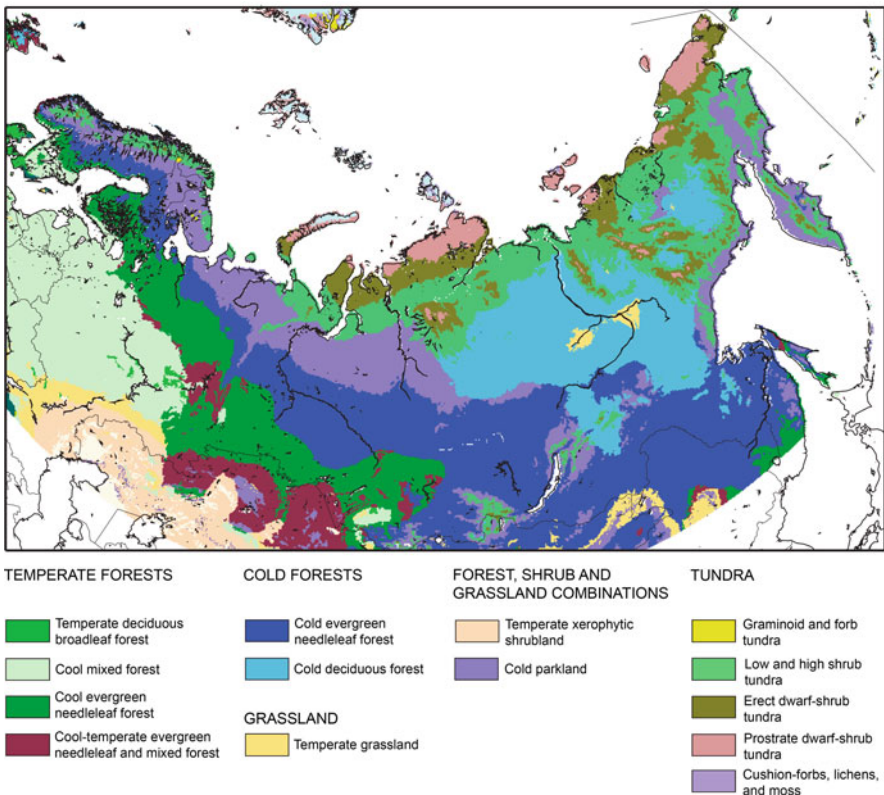 TEMPERATE FORESTS
Temperate deciduous
broadleaf forest
Cool mixed forest
Cool evergreen
needleleaf forest
Cool-temperate evergreen
needleleaf and mixed forest
COLD FORESTS
Cold evergreen
needleleaf forest
Cold deciduous forest
GRASSLAND
Temperate grassland
FOREST, SHRUB AND
GRASSLAND COMBINATIONS
Temperate xerophytic
shrubland
Cold parkland
TUNDRA
Graminoid and forb
tundra
Low and high shrub
tundra
Erect dwarf-shrub
tundra
Prostrate dwarf-shrub
tundra
Cushion-forbs, lichens,
and moss